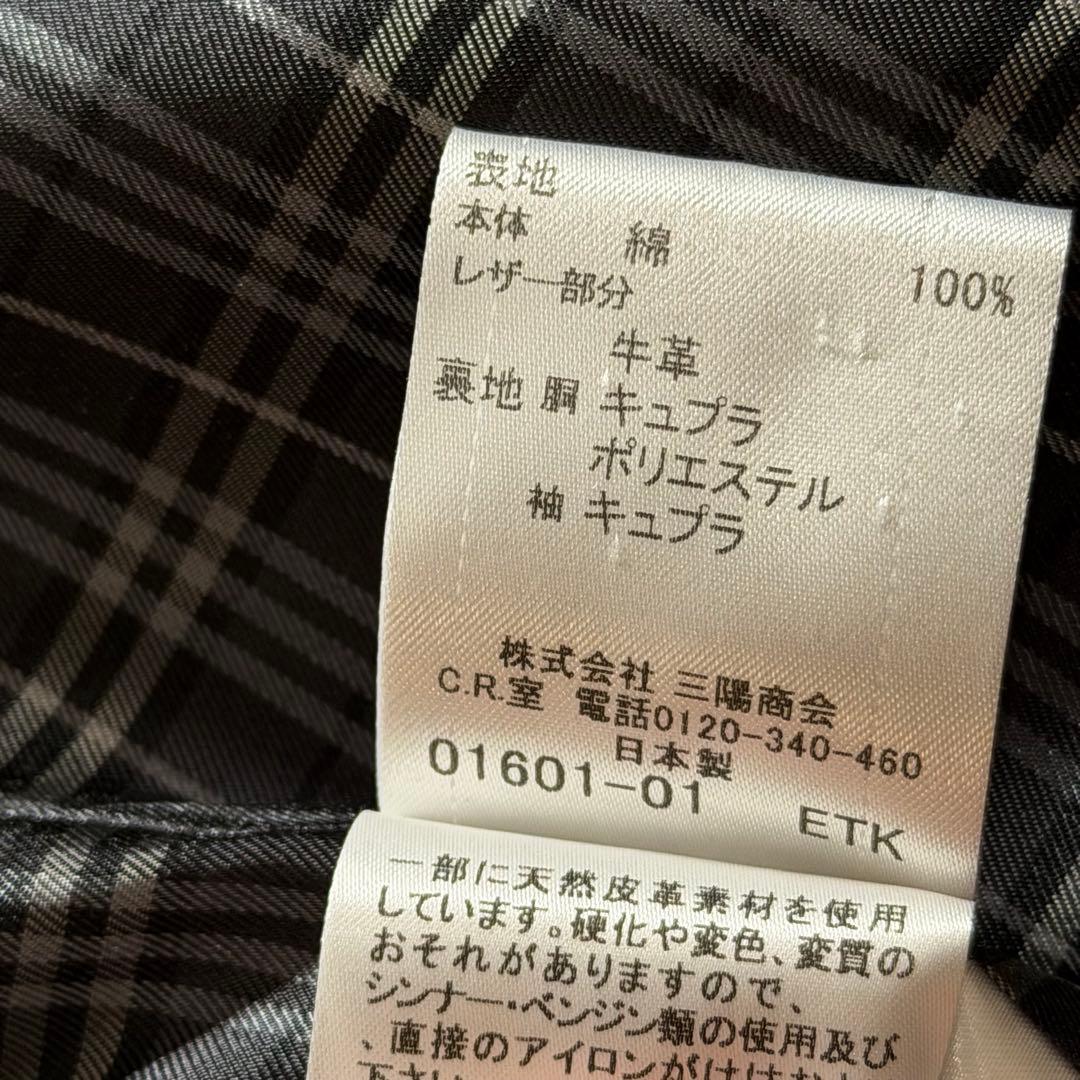 表地
本体 綿 100%
レザー部分
牛革
裏地 胴 キュプラ
ポリエステル
袖 キュプラ
株式会社 三陽商会
C.R.室 電話0120-340-460
日本製
01601-01 ETK
一部に天然皮革素材を使用
しています。硬化や変色、変質の
おそれがありますので、
シンナー・ベンジン類の使用及び
、直接のアイロンがけはお
下さい